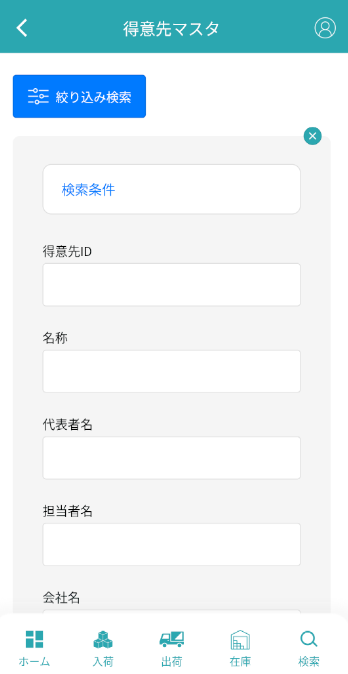 得意先マスタ
絞り込み検索
検索条件
得意先ID
名称
代表者名
担当者名
会社名
ホーム
入荷
出荷
在庫
検索